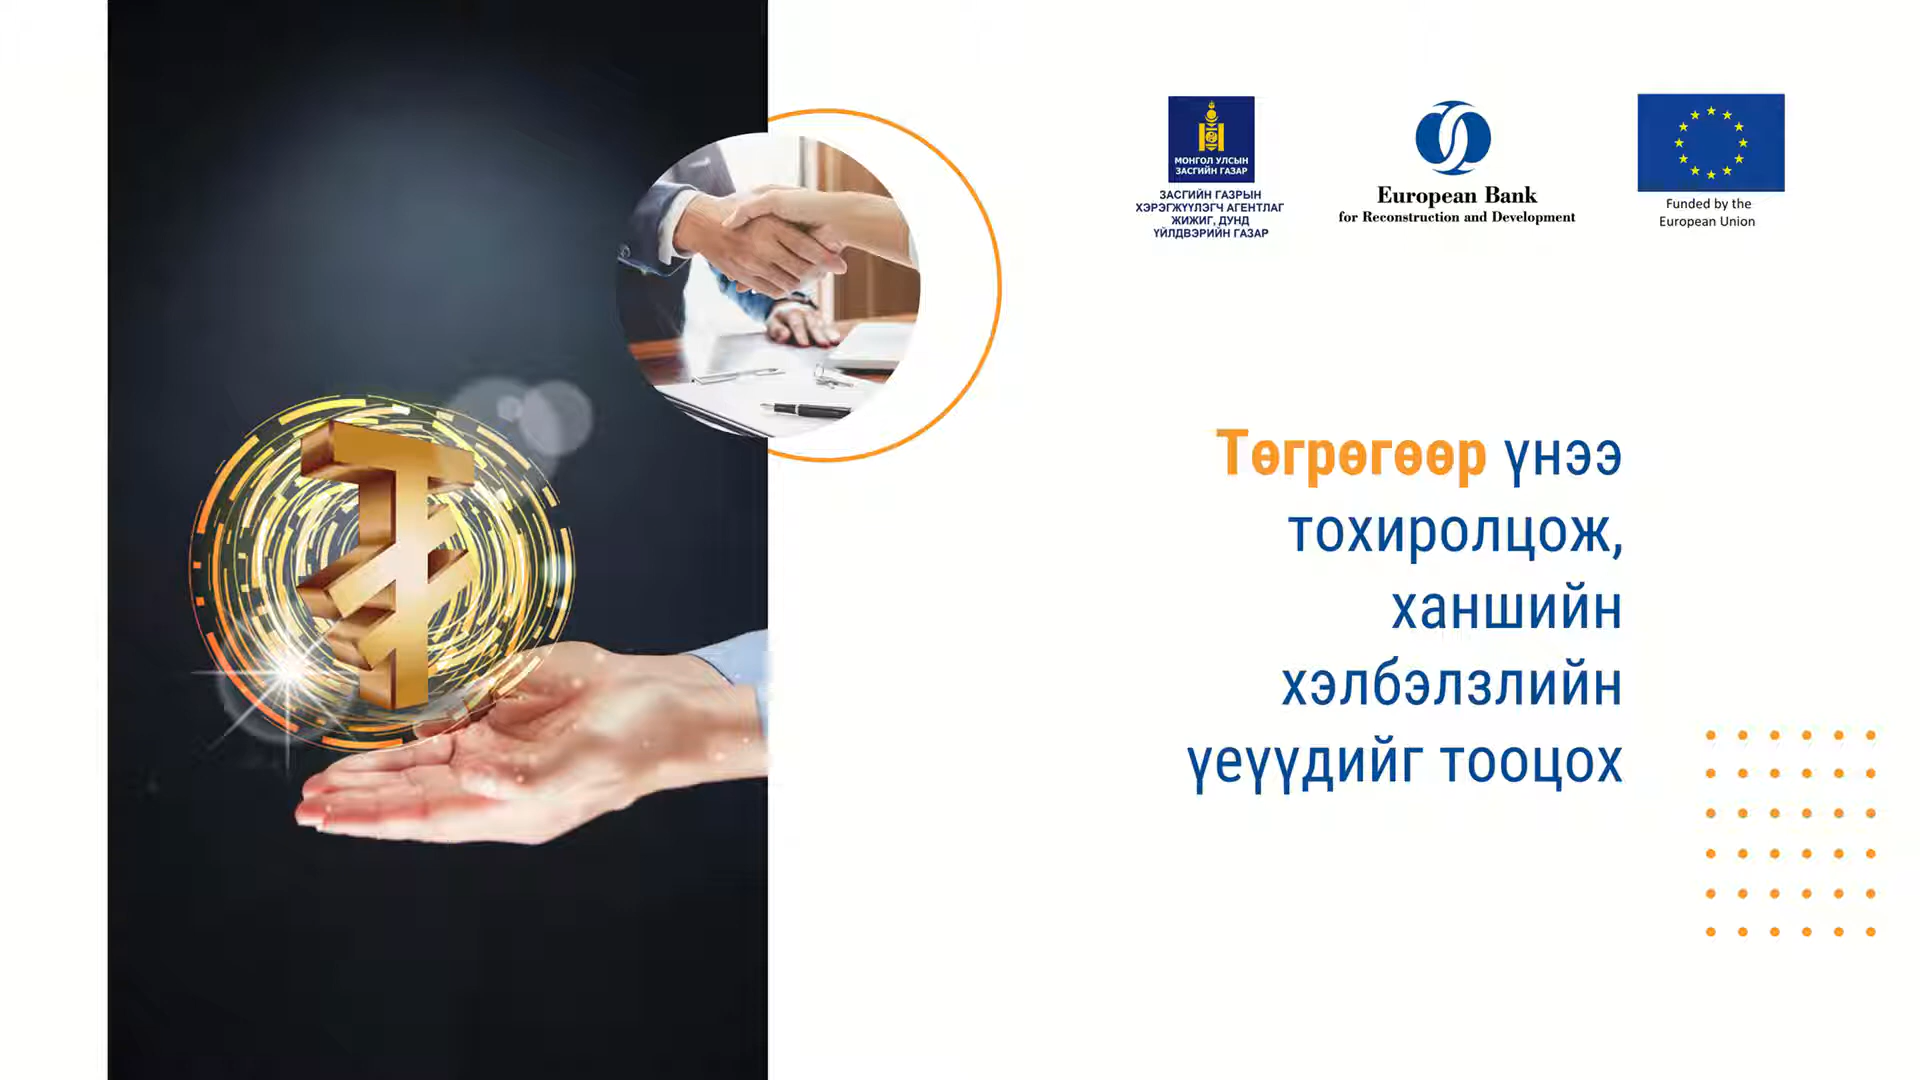 МОНГОЛ УЛСЫН
ЗАСГИЙН ГАЗАР
ЗАСГИЙН ГАЗРЫН
ХЭРЭГЖҮҮЛЭГЧ АГЕНТЛАГ
ЖИЖИГ, ДУНД
ҮЙЛДВЭРИЙН ГАЗАР
European Bank
for Reconstruction and Development
Funded by the
European Union
Төгрөгөөр үнээ
тохиролцож,
ханшийн
хэлбэлзлийн
үеүүдийг тооцох